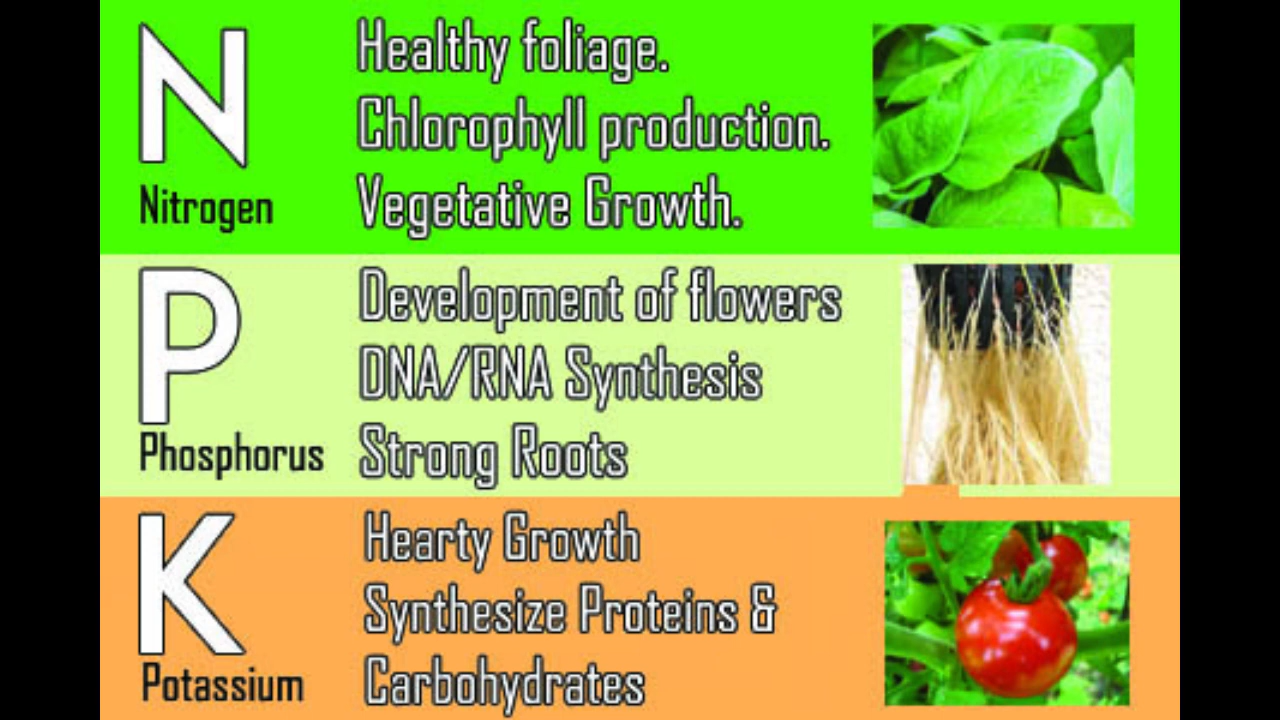 N
Nitrogen
Healthy foliage.
Chlorophyll production.
Vegetative Growth.
P
Phosphorus
Development of flowers
DNA/RNA Synthesis
Strong Roots
K
Potassium
Hearty Growth
Synthesize Proteins &
Carbohydrates